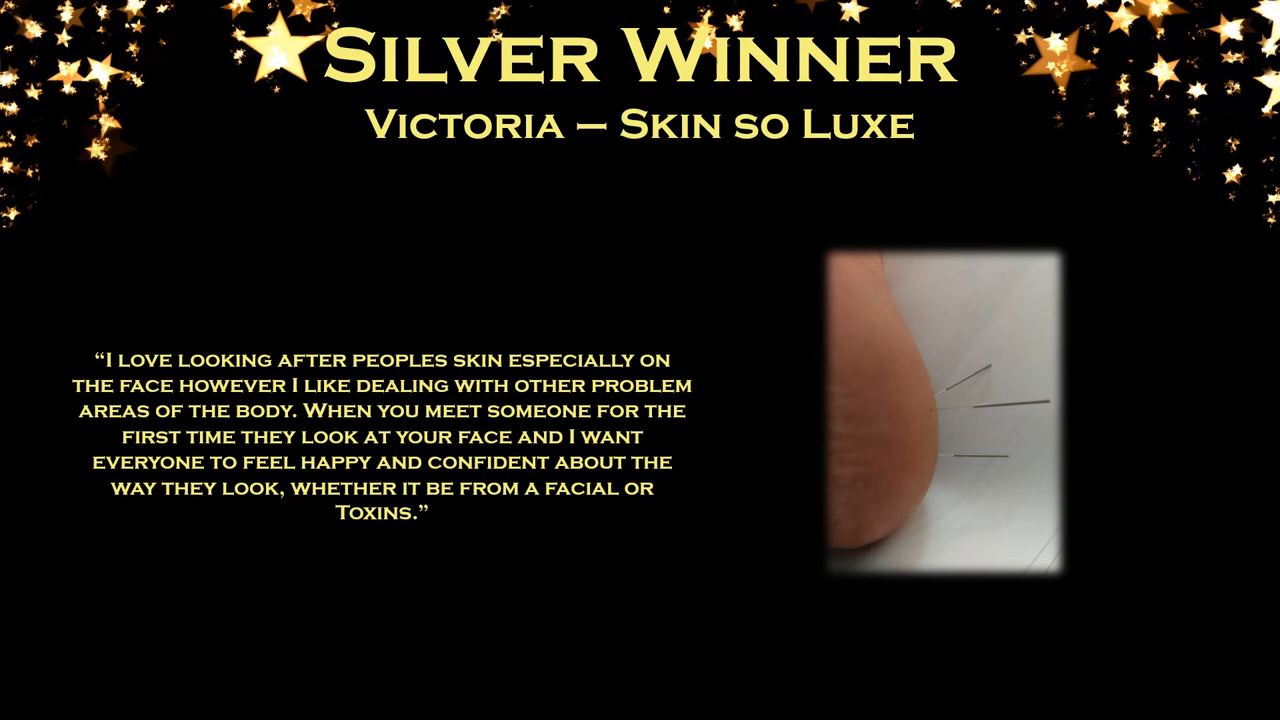 Silver Winner
Victoria – Skin so Luxe
“I love looking after peoples skin especially on
the face however I like dealing with other problem
areas of the body. When you meet someone for the
first time they look at your face and I want
everyone to feel happy and confident about the
way they look, whether it be from a facial or
Toxins.”